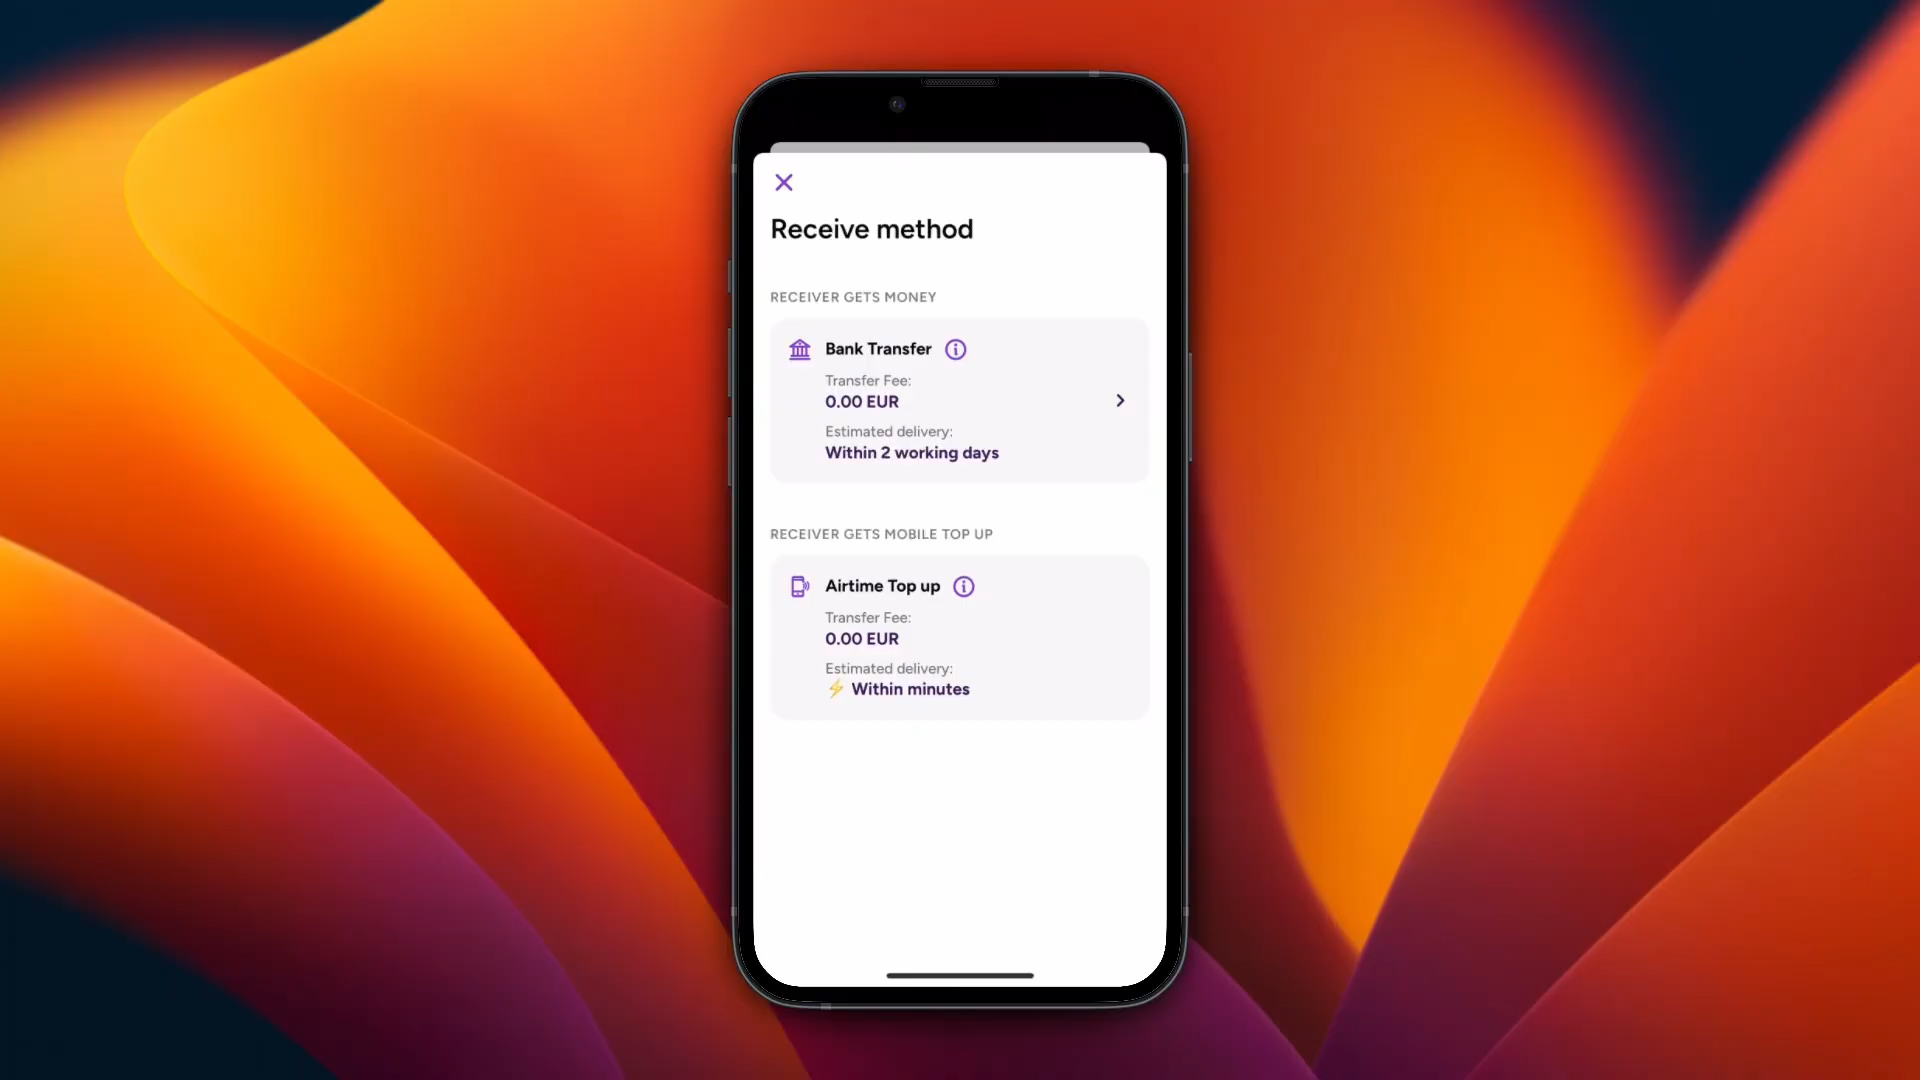 Receive method
RECEIVER GETS MONEY
Bank Transfer
Transfer Fee:
0.00 EUR
Estimated delivery:
Within 2 working days
RECEIVER GETS MOBILE TOP UP
Airtime Top up
Transfer Fee:
0.00 EUR
Estimated delivery:
⚡ Within minutes